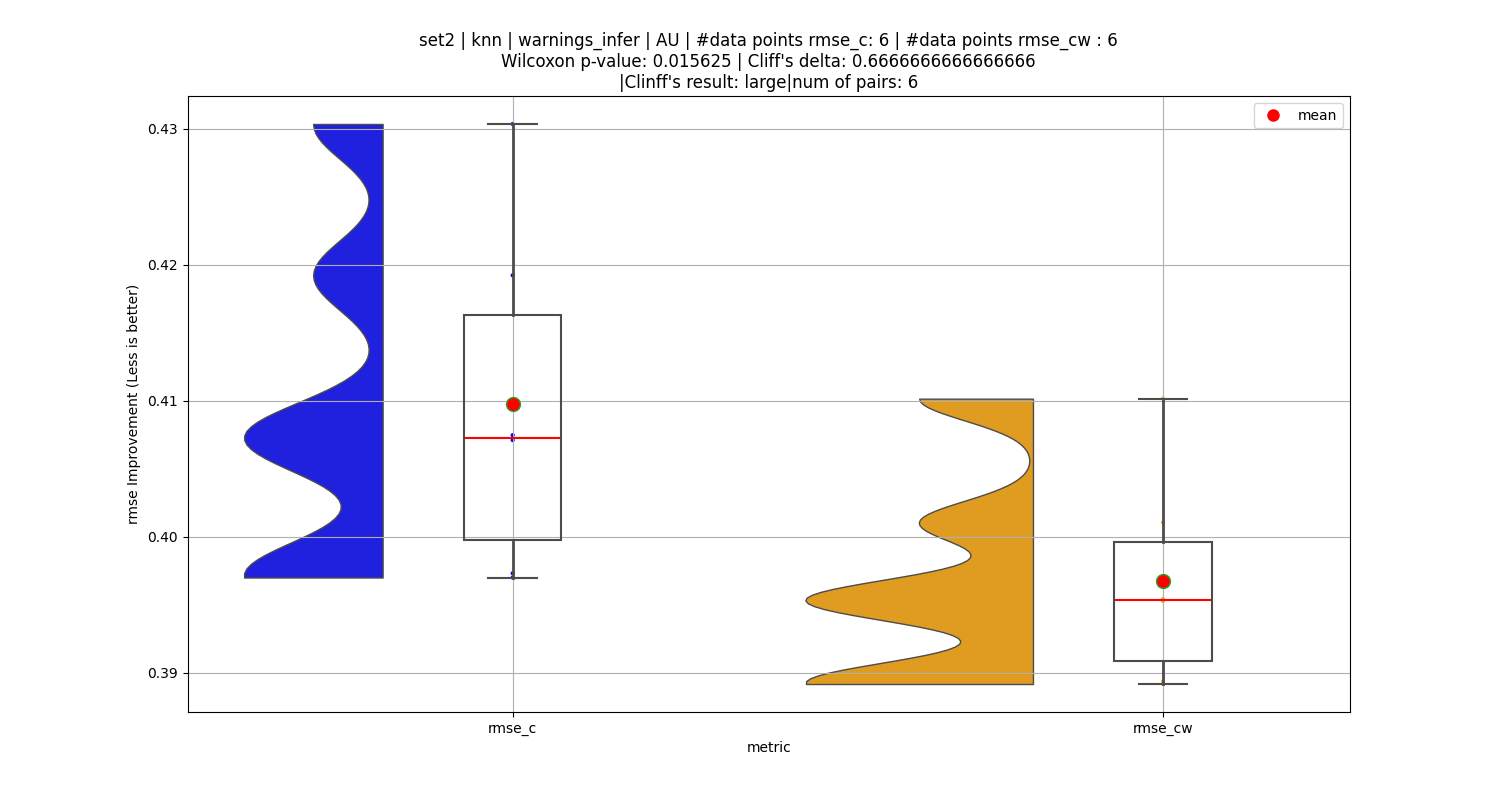 set2 | knn | warnings_infer | AU | #data points rmse_c: 6 | #data points rmse_cw : 6
Wilcoxon p-value: 0.015625 | Cliff's delta: 0.6666666666666666
|Clinff's result: large|num of pairs: 6
mean
0.43
0.42
0.41
0.40
0.39
rmse Improvement (Less is better)
rmse_c
rmse_cw
metric